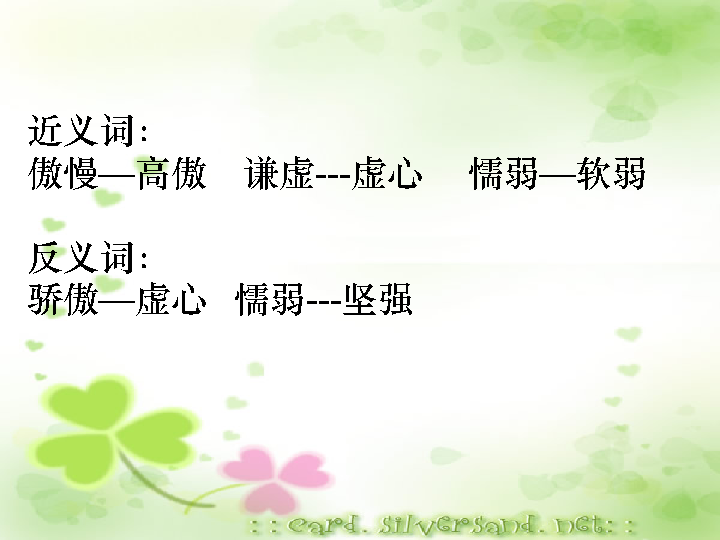 近义词：
傲慢—高傲 谦虚---虚心 懦弱—软弱
反义词：
骄傲—虚心 懦弱---坚强
::card.silversand.net::